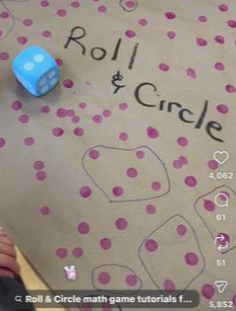 Roll
&
Circle
4,062
61
51
5,852
Roll & Circle math game tutorials f...